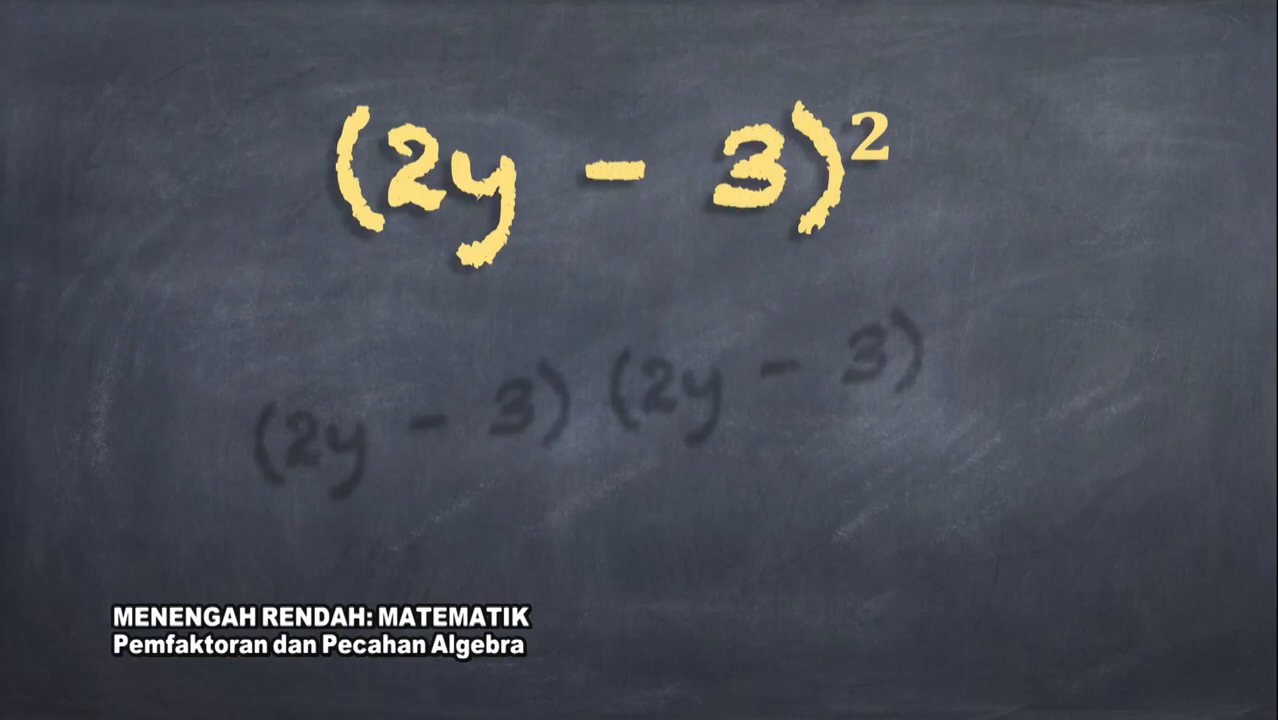 (2y - 3)²
(2y - 3) (2y - 3)
MENENGAH RENDAH: MATEMATIK
Pemfaktoran dan Pecahan Algebra